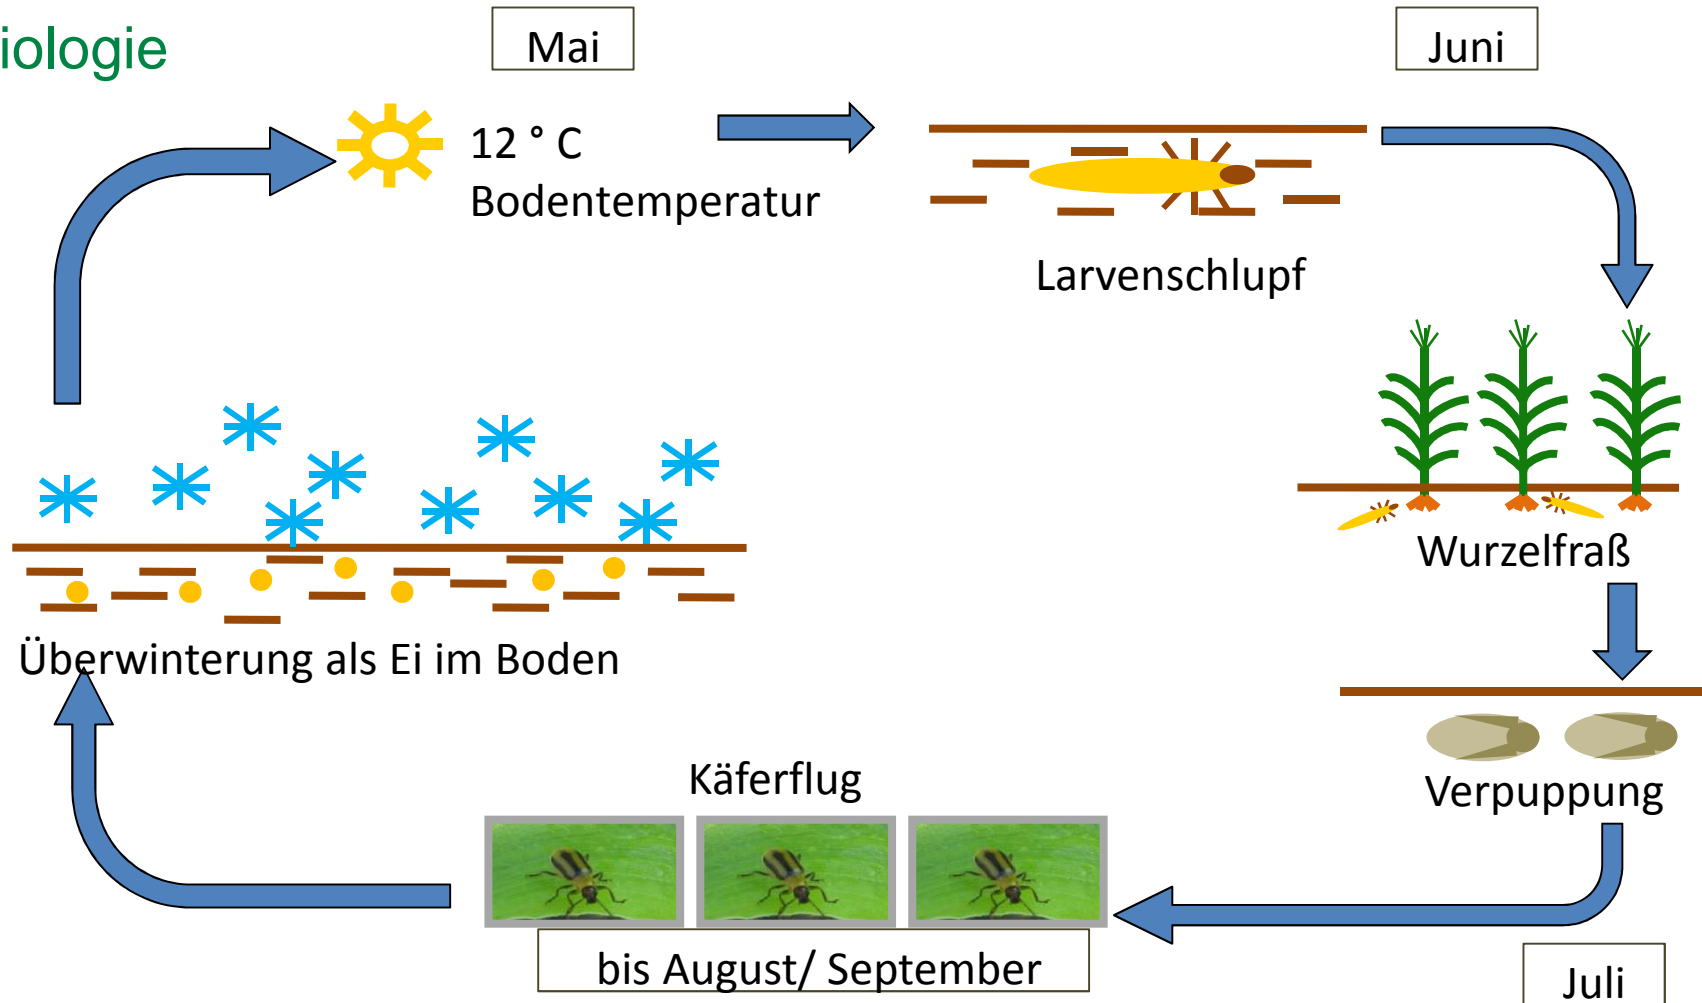 iologie
Mai
Juni
12 ° C
Bodentemperatur
Larvenschlupf
Wurzelfraß
Überwinterung als Ei im Boden
Verpuppung
Käferflug
bis August/ September
Juli